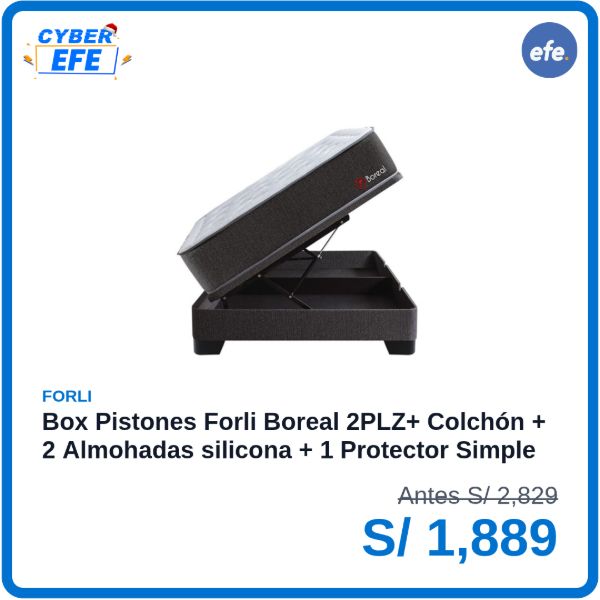 CYBER
EFE
efe.
Boreal
FORLI
Box Pistones Forli Boreal 2PLZ+ Colchón +
2 Almohadas silicona + 1 Protector Simple
Antes S/ 2,829
S/ 1,889